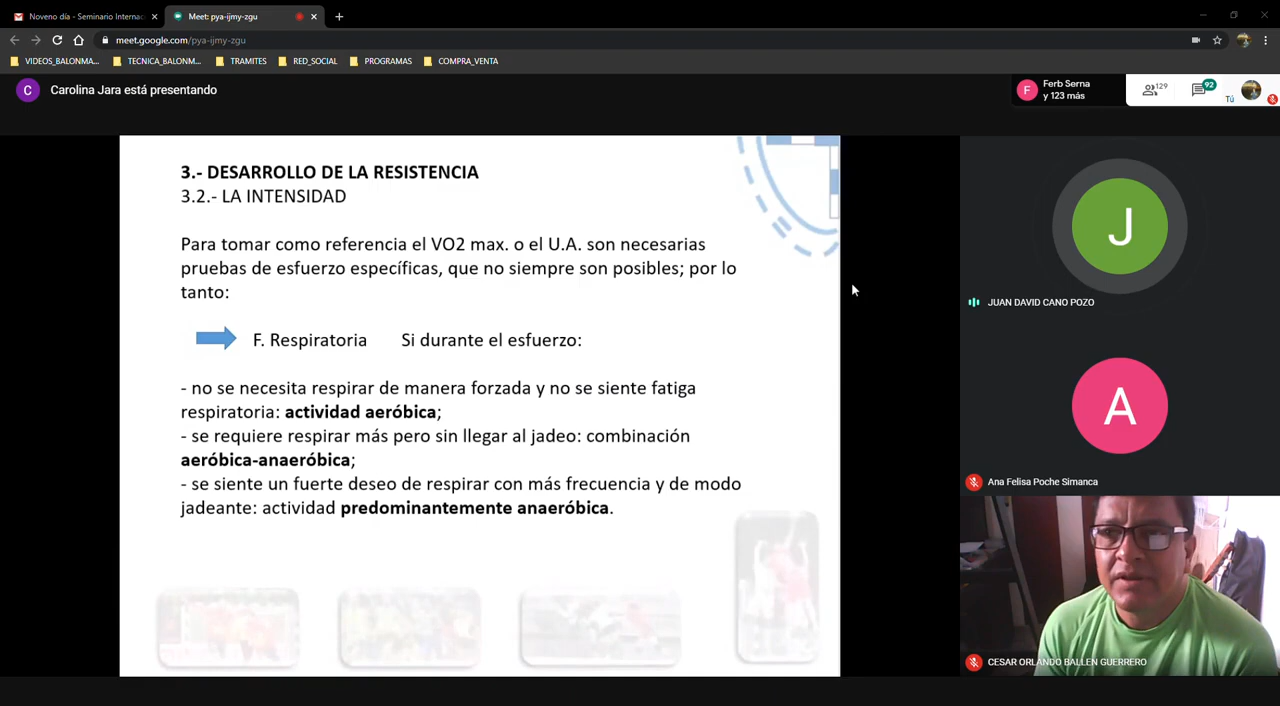 Noveno día - Seminario Internac
Meet: pya-ijmy-zgu
meet.google.com/pya-ijmy-zgu
VIDEOS_BALONMA...
TECNICA_BALONM...
TRAMITES
RED_SOCIAL
PROGRAMAS
COMPRA_VENTA
C
Carolina Jara está presentando
F
Ferb Serna
y 123 más
129
92
Tú
3.- DESARROLLO DE LA RESISTENCIA
3.2.- LA INTENSIDAD
Para tomar como referencia el VO2 max. o el U.A. son necesarias
pruebas de esfuerzo específicas, que no siempre son posibles; por lo
tanto:
F. Respiratoria Si durante el esfuerzo:
- no se necesita respirar de manera forzada y no se siente fatiga
respiratoria: actividad aeróbica;
- se requiere respirar más pero sin llegar al jadeo: combinación
aeróbica-anaeróbica;
- se siente un fuerte deseo de respirar con más frecuencia y de modo
jadeante: actividad predominantemente anaeróbica.
J
JUAN DAVID CANO POZO
A
Ana Felisa Poche Simanca
CESAR ORLANDO BALLEN GUERRERO